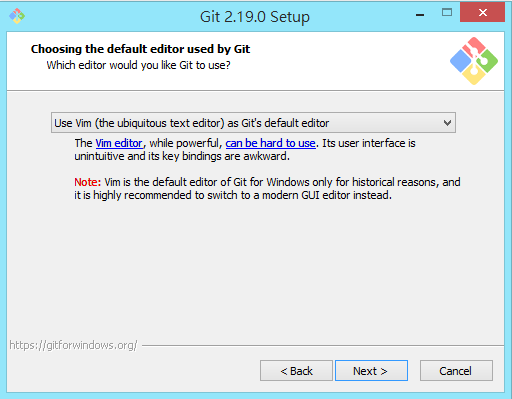 Git 2.19.0 Setup
Choosing the default editor used by Git
Which editor would you like Git to use?
Use Vim (the ubiquitous text editor) as Git's default editor
The Vim editor, while powerful, can be hard to use. Its user interface is
unintuitive and its key bindings are awkward.
Note: Vim is the default editor of Git for Windows only for historical reasons, and
it is highly recommended to switch to a modern GUI editor instead.
https://gitforwindows.org/
< Back
Next >
Cancel